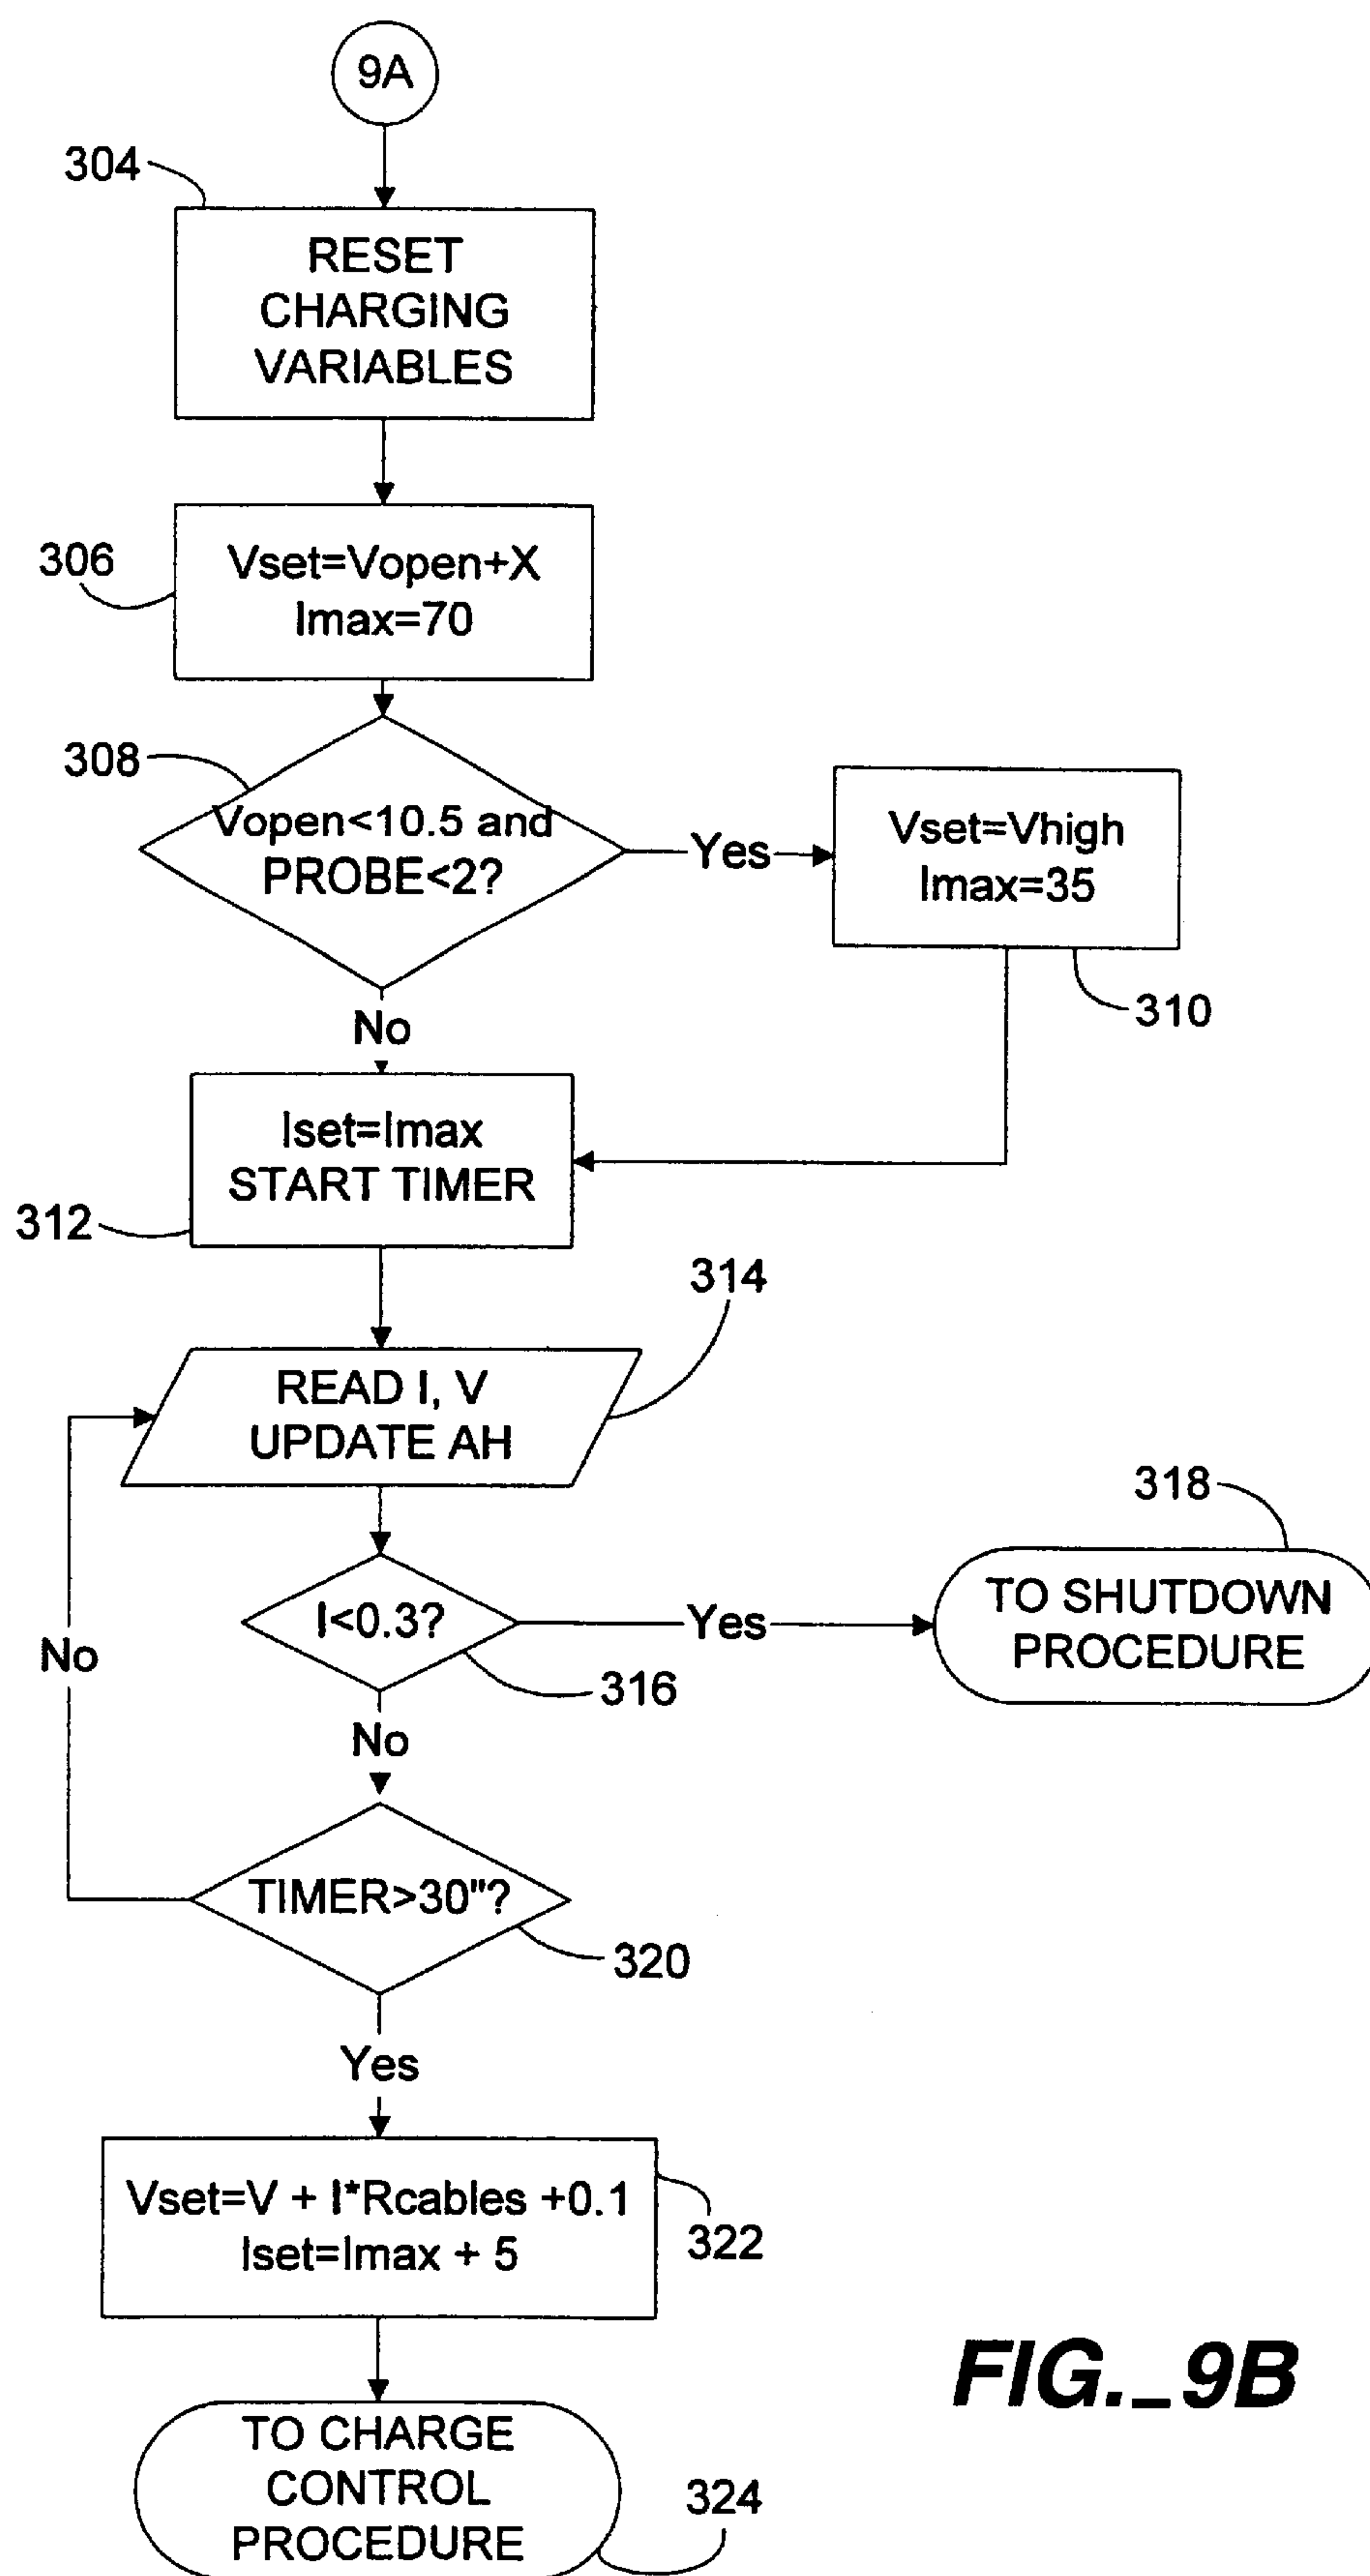 9A
304
RESET
CHARGING
VARIABLES
306
Vset=Vopen+X
Imax=70
308
Vopen<10.5 and
PROBE<2?
Yes
Vset=Vhigh
Imax=35
310
No
Iset=Imax
START TIMER
312
314
READ I, V
UPDATE AH
318
I<0.3?
Yes
TO SHUTDOWN
PROCEDURE
316
No
No
TIMER>30"?
320
Yes
Vset=V + I*Rcables +0.1
Iset=Imax + 5
322
FIG._9B
TO CHARGE
CONTROL
PROCEDURE
324